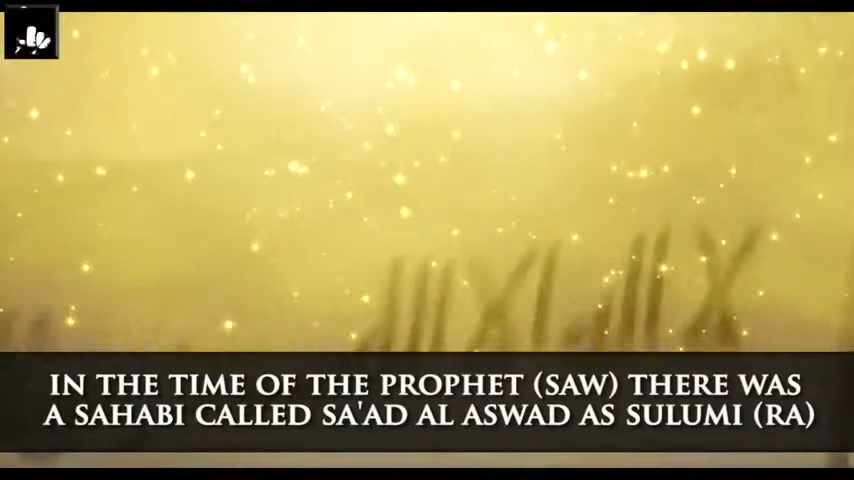 IN THE TIME OF THE PROPHET (SAW) THERE WAS
A SAHABI CALLED SA'AD AL ASWAD AS SULUMI (RA)